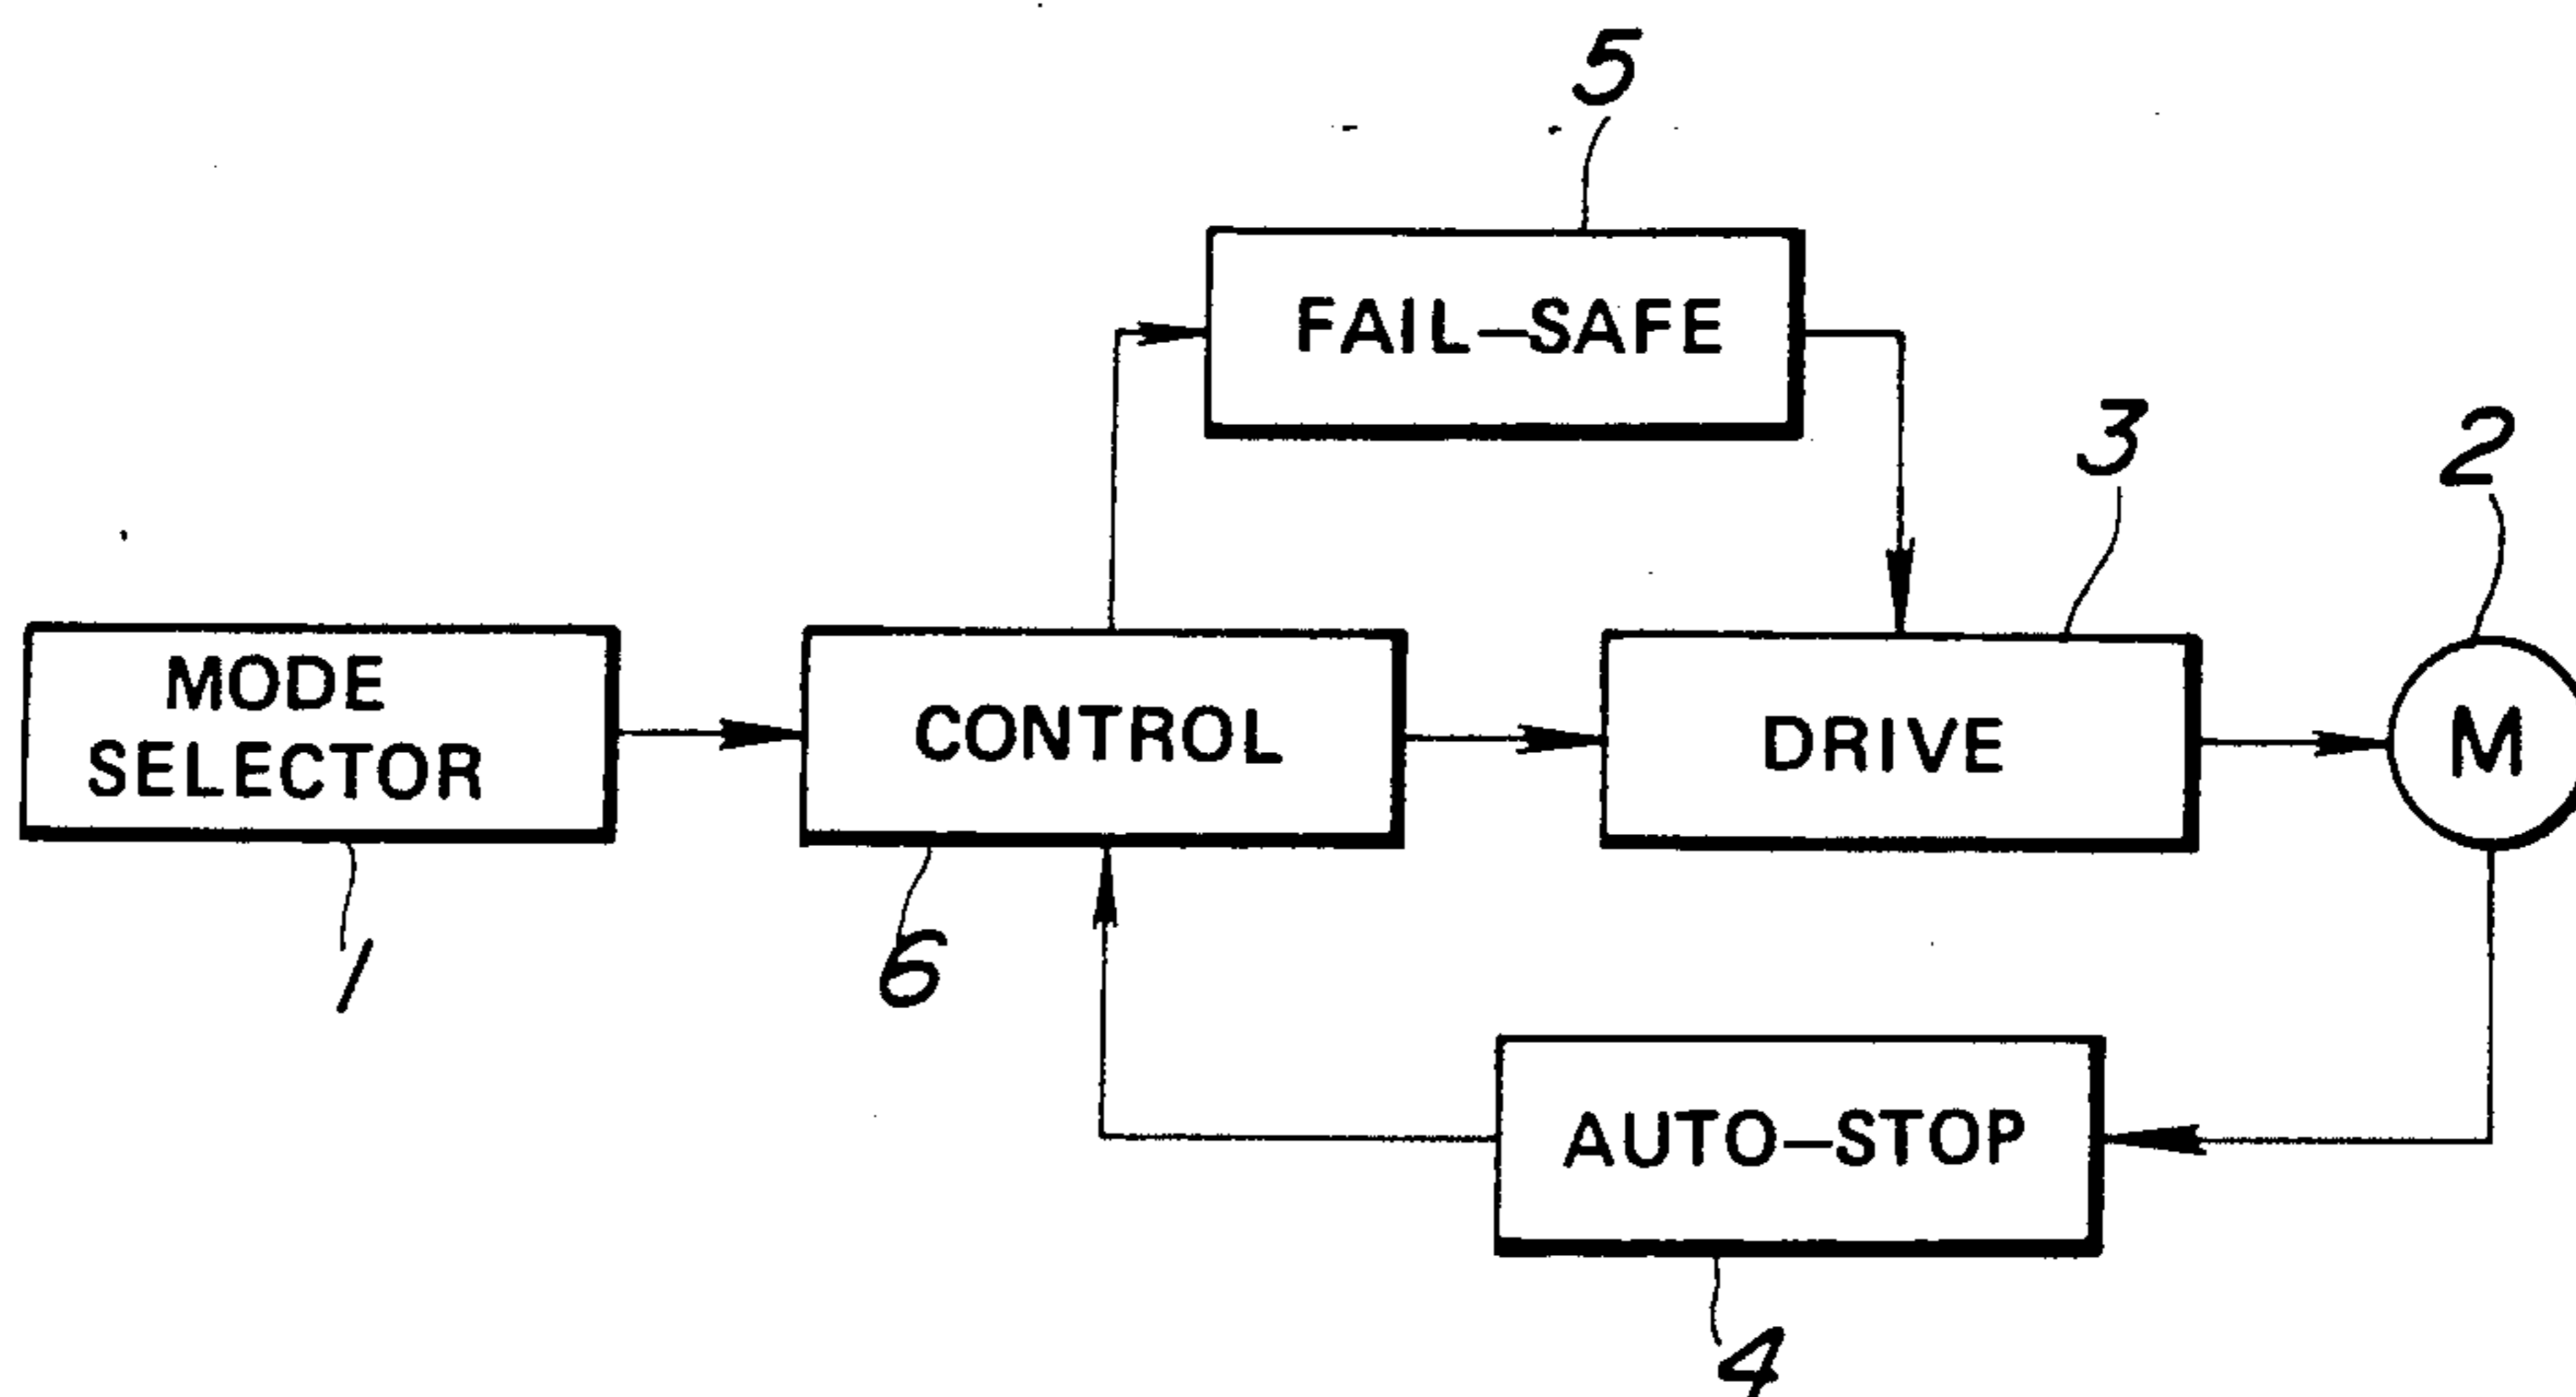 5
FAIL-SAFE
3
2
MODE
SELECTOR
CONTROL
DRIVE
M
1
6
AUTO-STOP
4